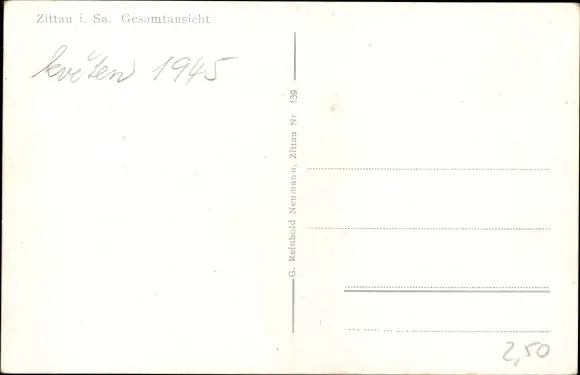 Zittau i. Sa. Gesamtansicht
květen 1945
G. Reinhold Neumann, Zittau Nr. 139
2,50